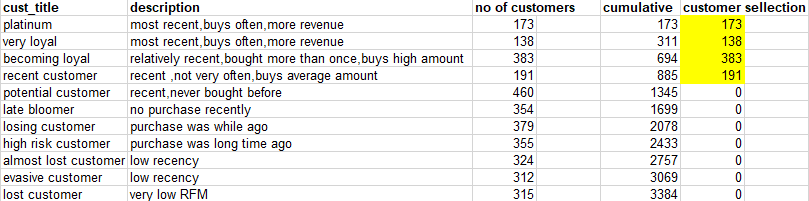 cust_title description no of customers cumulative customer sellection
platinum most recent,buys often,more revenue 173 173 173
very loyal most recent,buys often,more revenue 138 311 138
becoming loyal relatively recent,bought more than once,buys high amount 383 694 383
recent customer recent ,not very often,buys average amount 191 885 191
potential customer recent,never bought before 460 1345 0
late bloomer no purchase recently 354 1699 0
losing customer purchase was while ago 379 2078 0
high risk customer purchase was long time ago 355 2433 0
almost lost customer low recency 324 2757 0
evasive customer low recency 312 3069 0
lost customer very low RFM 315 3384 0